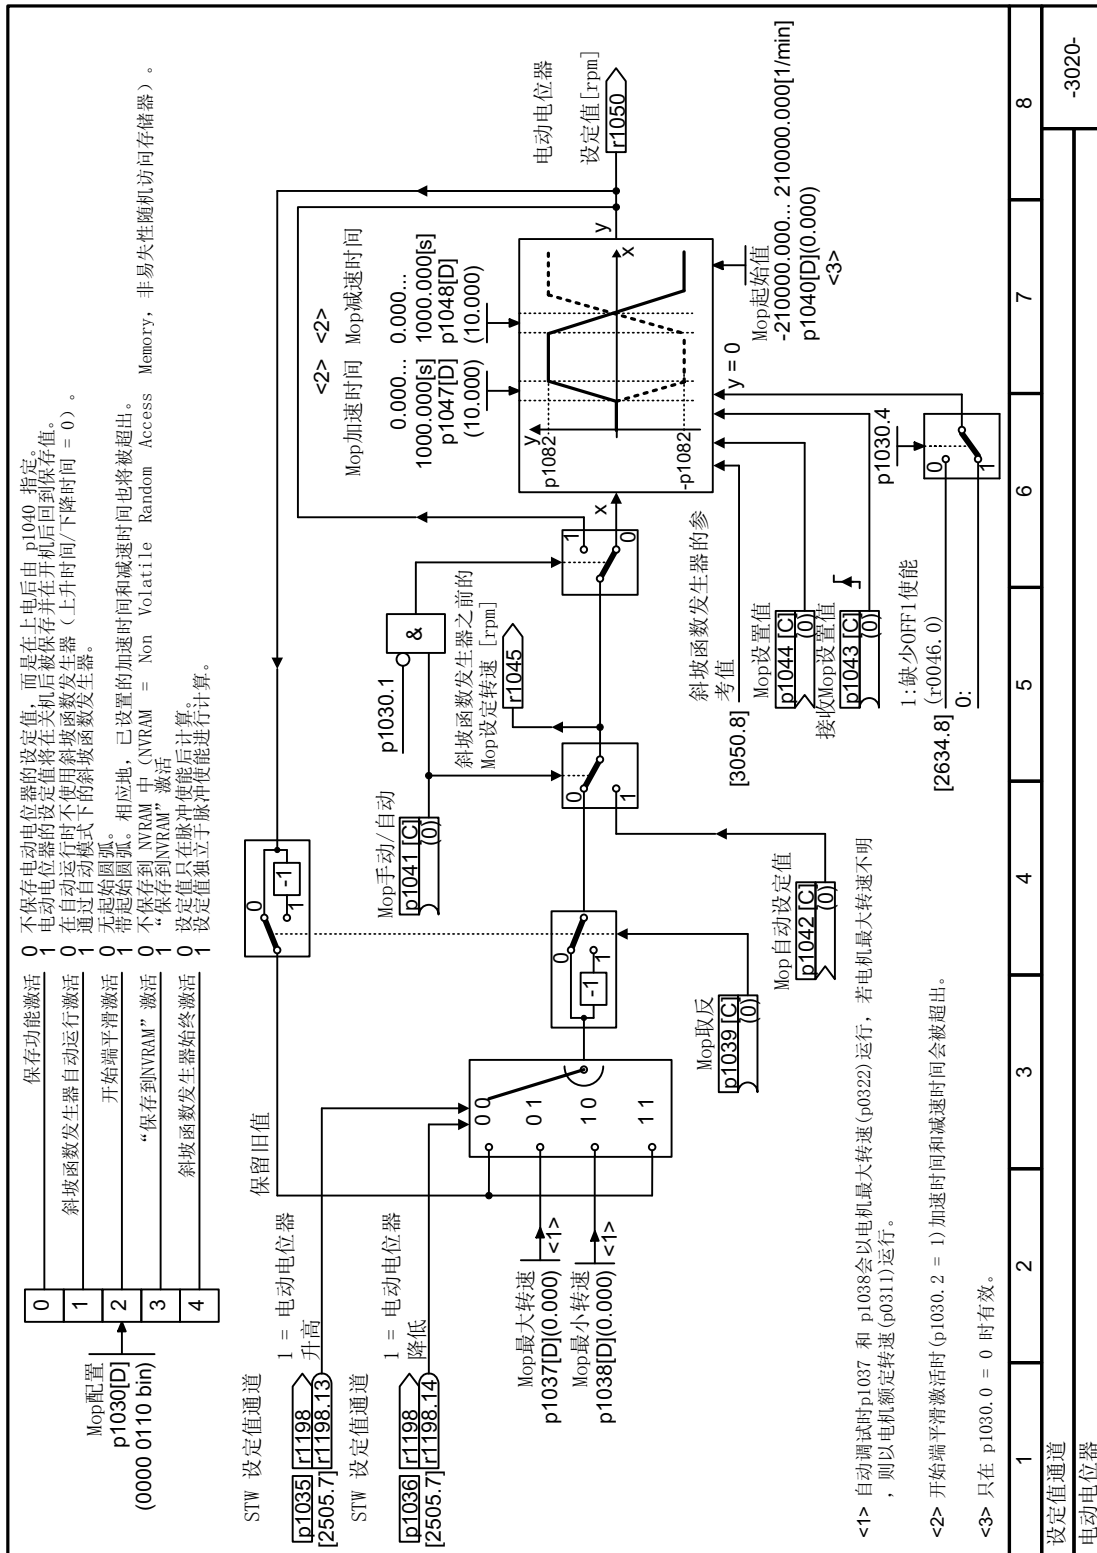 Mop配置
p1030[D]
(0000 0110 bin)
0
1
2
3
4
保存功能激活
0 不保存电动电位器的设定值, 而是在上电后由 p1040 指定。
1 电动电位器的设定值将在关机后被保存并在开机后回到保存值。
斜坡函数发生器自动运行激活
0 在自动运行时不使用斜坡函数发生器（上升时间/下降时间 = 0）。
1 通过自动模式下的斜坡函数发生器。
开始端平滑激活
0 无起始圆弧。
1 带起始圆弧。相应地, 已设置的加速时间和减速时间也将被超出。
“保存到NVRAM” 激活
0 不保存到 NVRAM 中 (NVRAM = Non Volatile Random Access Memory, 非易失性随机访问存储器）。
1 “保存到NVRAM” 激活
斜坡函数发生器始终激活
0 设定值只在脉冲使能后计算。
1 设定值独立于脉冲使能进行计算。
STW 设定值通道
p1035 r1198
[2505.7] r1198.13
1 = 电动电位器
升高
STW 设定值通道
p1036 r1198
[2505.7] r1198.14
1 = 电动电位器
降低
保留旧值
Mop最大转速
p1037[D](0.000)
<1>
Mop最小转速
p1038[D](0.000)
<1>
0 0
0 1
1 0
1 1
0
1
-1
0
1
-1
Mop取反
p1039 [C]
(0)
Mop手动/自动
p1041 [C]
(0)
Mop自动设定值
p1042 [C]
(0)
0
1
p1030.1
&
斜坡函数发生器之前的
Mop设定转速 [rpm]
r1045
1
0
x
斜坡函数发生器的参
考值
[3050.8]
Mop设置值
p1044 [C]
(0)
接收Mop设置值
p1043 [C]
(0)
1:缺少OFF1使能
(r0046.0)
[2634.8]
0:
p1030.4
0
1
y = 0
Mop加速时间
<2>
0.000...
1000.000[s]
p1047[D]
(10.000)
<2>
Mop减速时间
0.000...
1000.000[s]
p1048[D]
(10.000)
y
p1082
-p1082
x
y
Mop起始值
-210000.000... 210000.000[1/min]
p1040[D](0.000)
<3>
电动电位器
设定值[rpm]
r1050
<1> 自动调试时p1037 和 p1038会以电机最大转速(p0322)运行, 若电机最大转速不明
, 则以电机额定转速(p0311)运行。
<2> 开始端平滑激活时(p1030.2 = 1)加速时间和减速时间会被超出。
<3> 只在 p1030.0 = 0 时有效。
1
2
3
4
5
6
7
8
设定值通道
电动电位器
-3020-